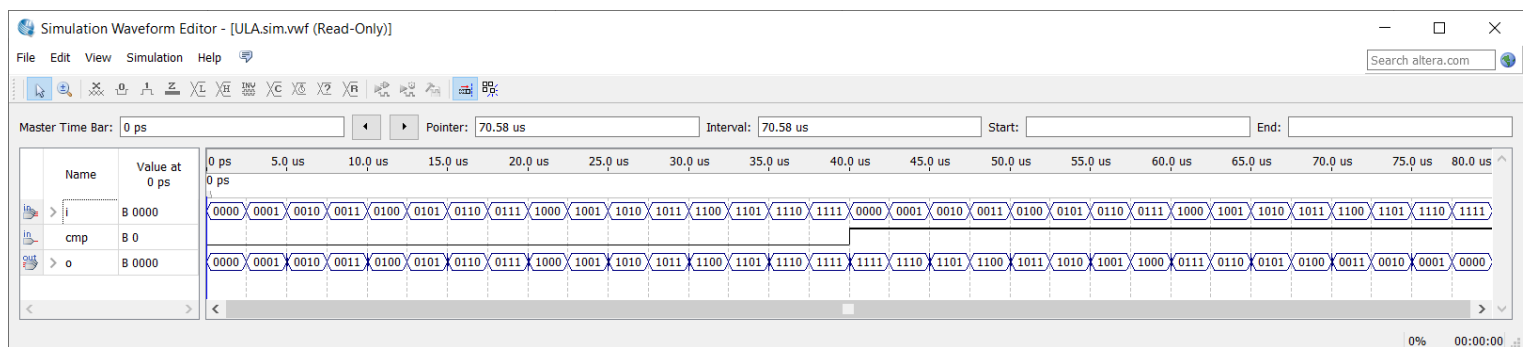 Simulation Waveform Editor - [ULA.sim.vwf (Read-Only)]
File Edit View Simulation Help
Search altera.com
Master Time Bar: 0 ps Pointer: 70.58 us Interval: 70.58 us Start: End:
Name Value at 0 ps
0 ps 5.0 us 10.0 us 15.0 us 20.0 us 25.0 us 30.0 us 35.0 us 40.0 us 45.0 us 50.0 us 55.0 us 60.0 us 65.0 us 70.0 us 75.0 us 80.0 us
0 ps
i B 0000 0000 0001 0010 0011 0100 0101 0110 0111 1000 1001 1010 1011 1100 1101 1110 1111 0000 0001 0010 0011 0100 0101 0110 0111 1000 1001 1010 1011 1100 1101 1110 1111
cmp B 0
o B 0000 0000 0001 0010 0011 0100 0101 0110 0111 1000 1001 1010 1011 1100 1101 1110 1111 1111 1110 1101 1100 1011 1010 1001 1000 0111 0110 0101 0100 0011 0010 0001 0000
0% 00:00:00